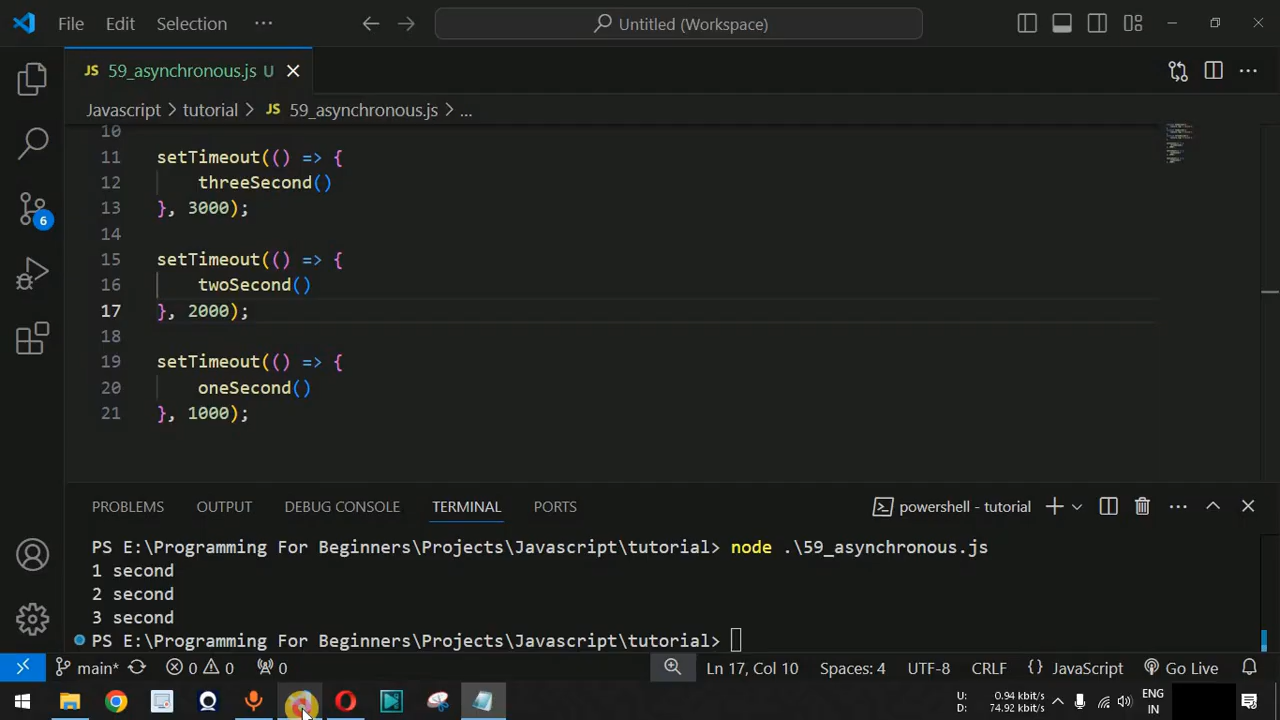 File Edit Selection ··· Untitled (Workspace)
JS 59_asynchronous.js U
Javascript > tutorial > JS 59_asynchronous.js > ...
10
11 setTimeout(() => {
12 threeSecond()
13 }, 3000);
14
15 setTimeout(() => {
16 twoSecond()
17 }, 2000);
18
19 setTimeout(() => {
20 oneSecond()
21 }, 1000);
PROBLEMS OUTPUT DEBUG CONSOLE TERMINAL PORTS powershell - tutorial
PS E:\Programming For Beginners\Projects\Javascript\tutorial> node .\59_asynchronous.js
1 second
2 second
3 second
PS E:\Programming For Beginners\Projects\Javascript\tutorial>
6
main* 0 0 0 Ln 17, Col 10 Spaces: 4 UTF-8 CRLF {} JavaScript Go Live
U: 0.94 kbit/s ENG
D: 74.92 kbit/s IN